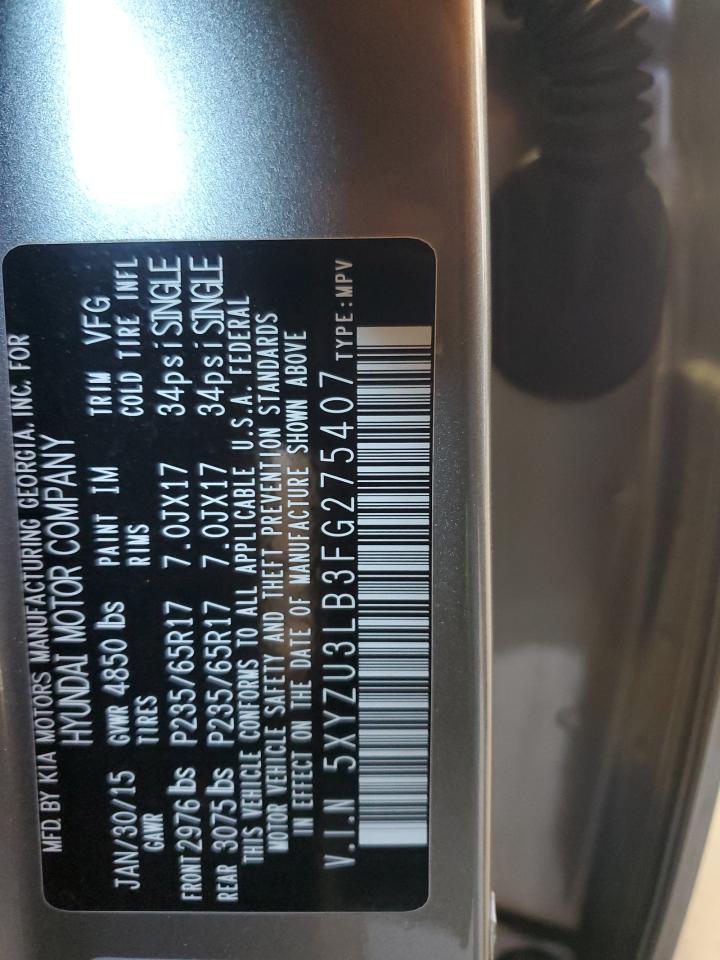 MFD. BY KIA MOTORS MANUFACTURING GEORGIA, INC. FOR
HYUNDAI MOTOR COMPANY
JAN/30/15 GVWR 4850 lbs PAINT IM TRIM VFG
GAWR TIRES RIMS COLD TIRE INFL
FRONT 2976 lbs P235/65R17 7.0JX17 34psi SINGLE
REAR 3075 lbs P235/65R17 7.0JX17 34psi SINGLE
THIS VEHICLE CONFORMS TO ALL APPLICABLE U.S.A. FEDERAL
MOTOR VEHICLE SAFETY AND THEFT PREVENTION STANDARDS
IN EFFECT ON THE DATE OF MANUFACTURE SHOWN ABOVE
V.I.N 5XYZU3LB3FG275407 TYPE:MPV